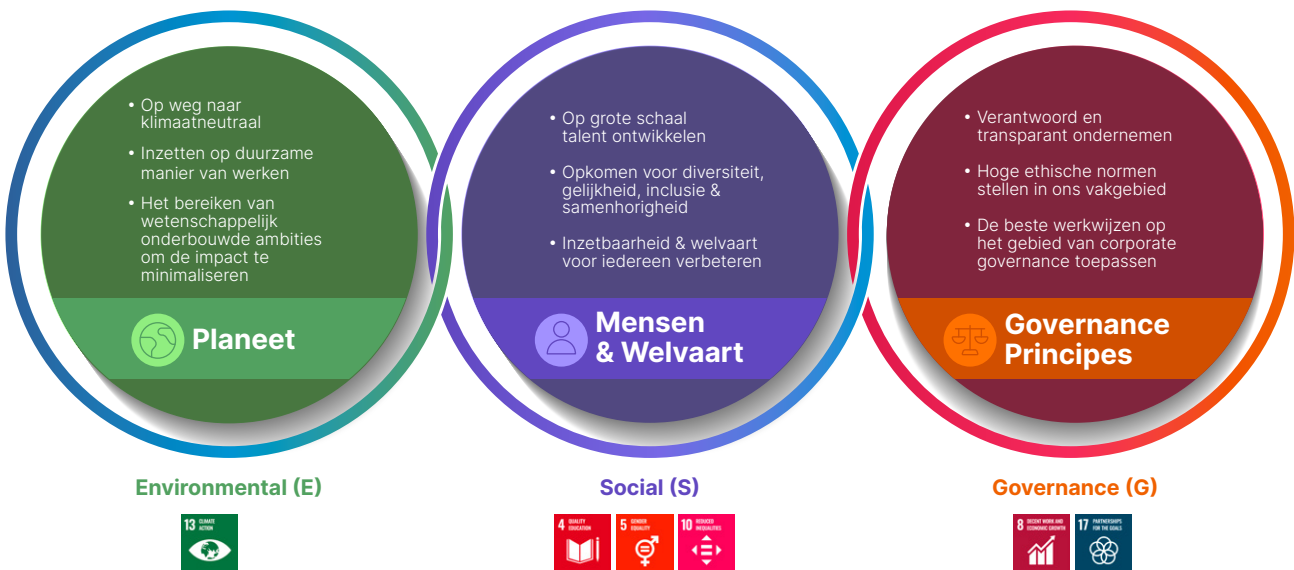 • Op weg naar
klimaatneutraal
• Inzetten op duurzame
manier van werken
• Het bereiken van
wetenschappelijk
onderbouwde ambities
om de impact te
minimaliseren
Planeet
Environmental (E)
13 CLIMATE
ACTION
• Op grote schaal
talent ontwikkelen
• Opkomen voor diversiteit,
gelijkheid, inclusie &
samenhorigheid
• Inzetbaarheid & welvaart
voor iedereen verbeteren
Mensen
& Welvaart
Social (S)
4 QUALITY
EDUCATION
5 GENDER
EQUALITY
10 REDUCED
INEQUALITIES
• Verantwoord en
transparant ondernemen
• Hoge ethische normen
stellen in ons vakgebied
• De beste werkwijzen op
het gebied van corporate
governance toepassen
Governance
Principes
Governance (G)
8 DECENT WORK AND
ECONOMIC GROWTH
17 PARTNERSHIPS
FOR THE GOALS